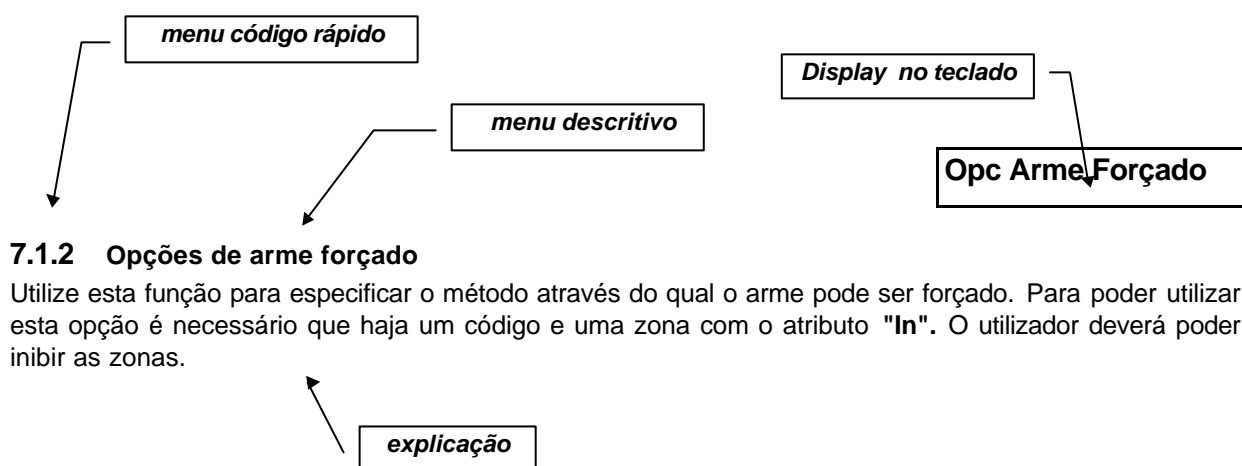 menu código rápido
Display no teclado
menu descritivo
Opc Arme Forçado
7.1.2 Opções de arme forçado
Utilize esta função para especificar o método através do qual o arme pode ser forçado. Para poder utilizar
esta opção é necessário que haja um código e uma zona com o atributo "In". O utilizador deverá poder
inibir as zonas.
explicação